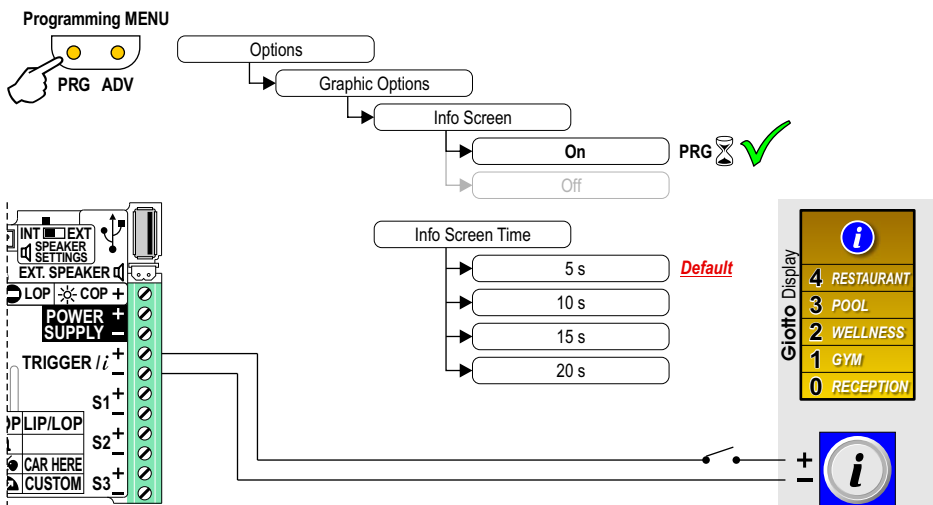 Programming MENU
PRG ADV
Options
Graphic Options
Info Screen
On
PRG
Off
Info Screen Time
5 s
Default
10 s
15 s
20 s
INT EXT
SPEAKER
SETTINGS
EXT. SPEAKER
LOP COP +
POWER +
SUPPLY –
TRIGGER / i +
–
S1 +
–
LIP/LOP
S2 +
–
CAR HERE
CUSTOM
S3 +
–
Giotto Display
i
4 RESTAURANT
3 POOL
2 WELLNESS
1 GYM
0 RECEPTION
+
–
i